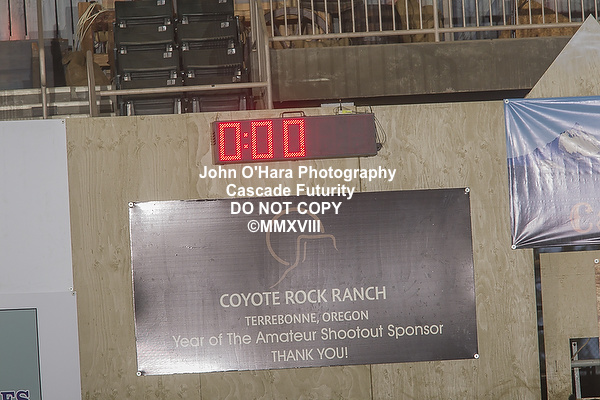 0:00
John O'Hara Photography
Cascade Futurity
DO NOT COPY
©MMXVIII
COYOTE ROCK RANCH
TERREBONNE, OREGON
Year of The Amateur Shootout Sponsor
THANK YOU!